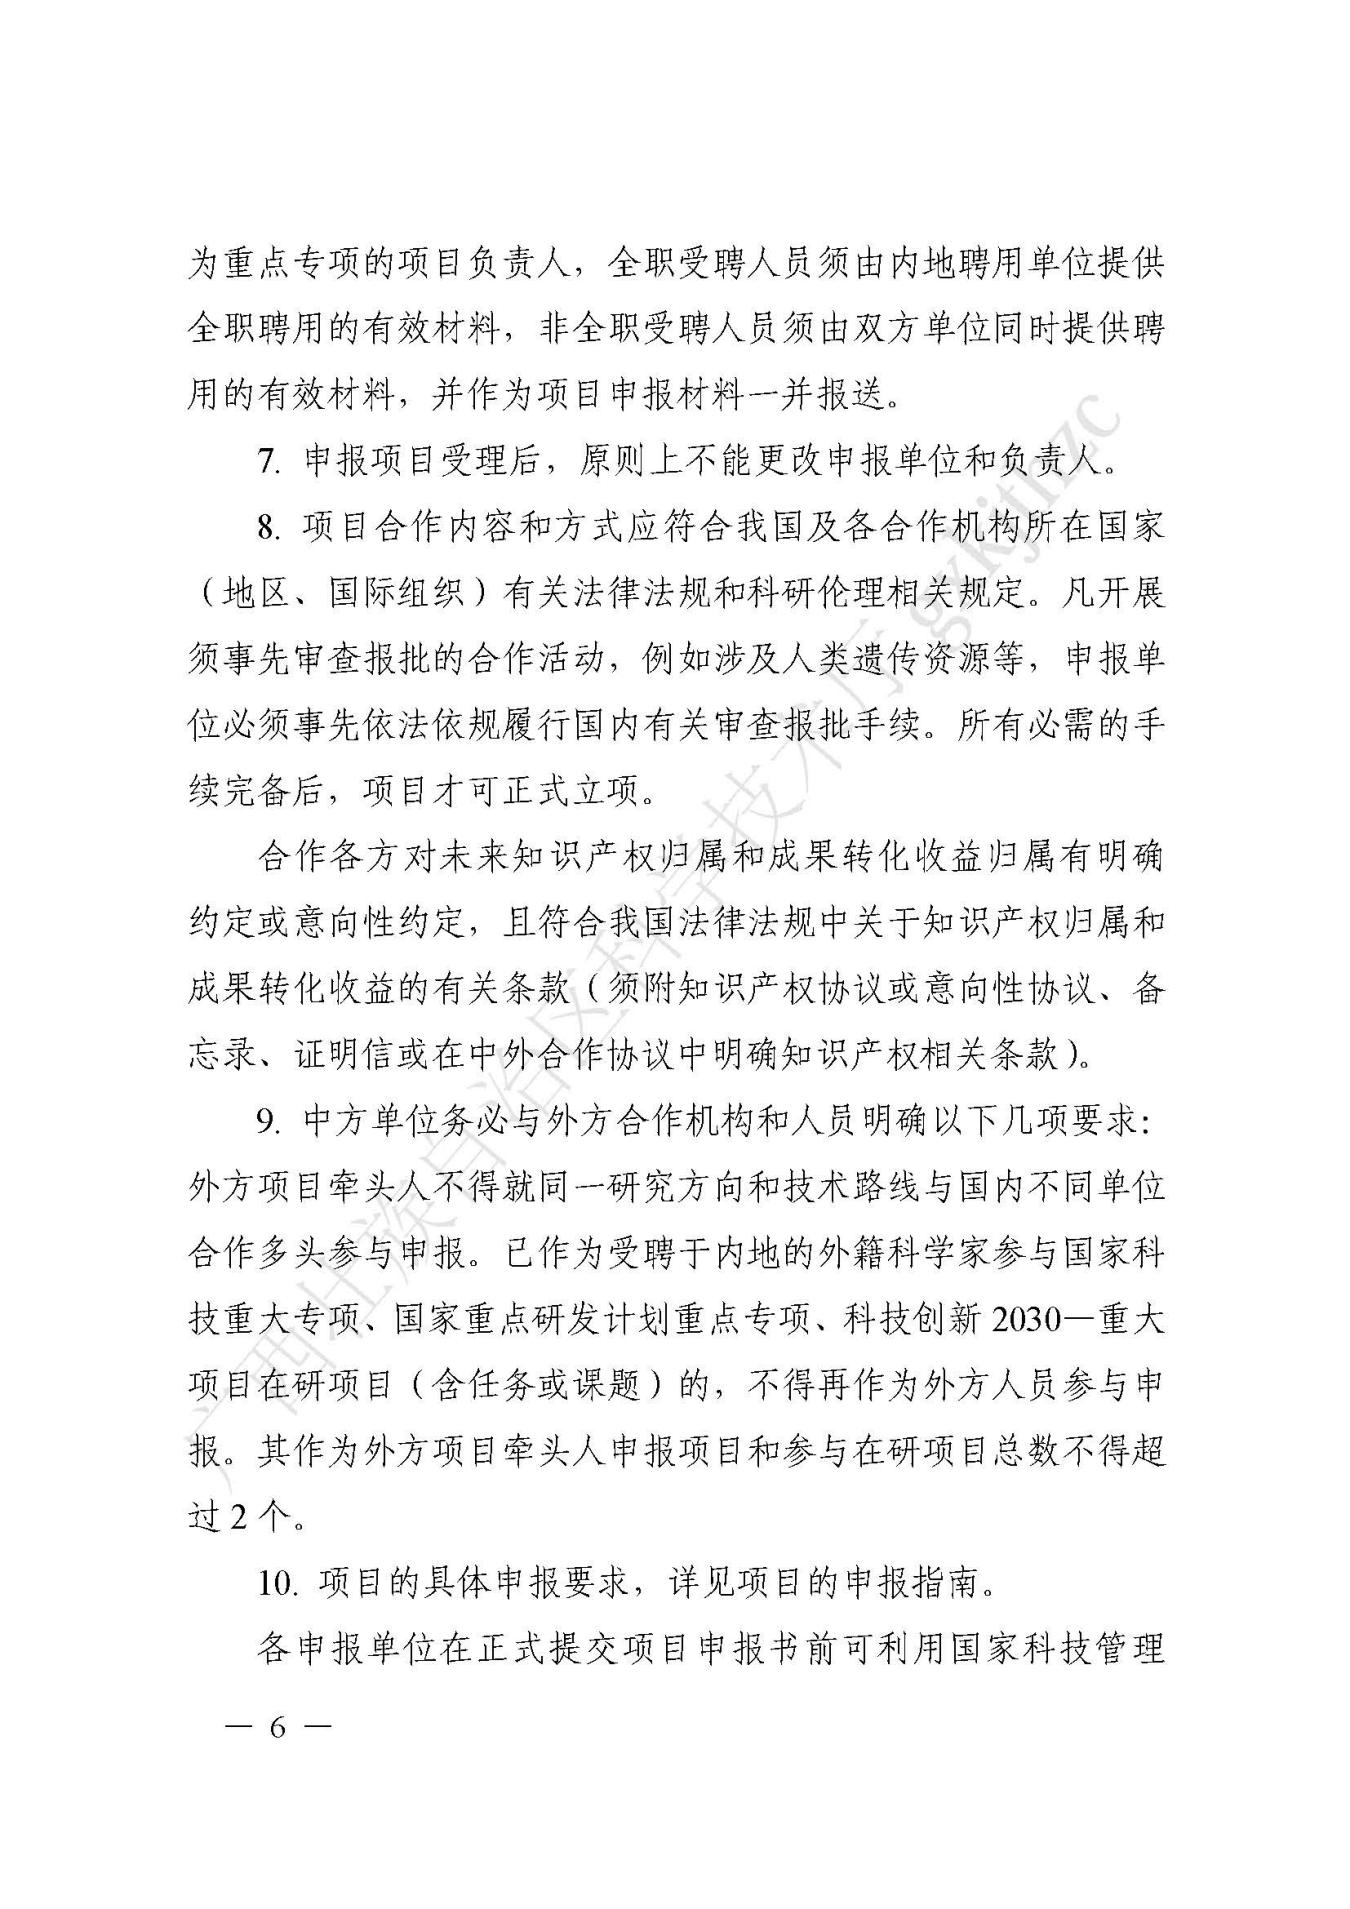 为重点专项的项目负责人，全职受聘人员须由内地聘用单位提供
全职聘用的有效材料，非全职受聘人员须由双方单位同时提供聘
用的有效材料，并作为项目申报材料一并报送。
7. 申报项目受理后，原则上不能更改申报单位和负责人。
8. 项目合作内容和方式应符合我国及各合作机构所在国家
（地区、国际组织）有关法律法规和科研伦理相关规定。凡开展
须事先审查报批的合作活动，例如涉及人类遗传资源等，申报单
位必须事先依法依规履行国内有关审查报批手续。所有必需的手
续完备后，项目才可正式立项。
合作各方对未来知识产权归属和成果转化收益归属有明确
约定或意向性约定，且符合我国法律法规中关于知识产权归属和
成果转化收益的有关条款（须附知识产权协议或意向性协议、备
忘录、证明信或在中外合作协议中明确知识产权相关条款）。
9. 中方单位务必与外方合作机构和人员明确以下几项要求：
外方项目牵头人不得就同一研究方向和技术路线与国内不同单位
合作多头参与申报。已作为受聘于内地的外籍科学家参与国家科
技重大专项、国家重点研发计划重点专项、科技创新 2030—重大
项目在研项目（含任务或课题）的，不得再作为外方人员参与申
报。其作为外方项目牵头人申报项目和参与在研项目总数不得超
过 2 个。
10. 项目的具体申报要求，详见项目的申报指南。
各申报单位在正式提交项目申报书前可利用国家科技管理
— 6 —
广西壮族自治区科学技术厅 gxkjtnzc